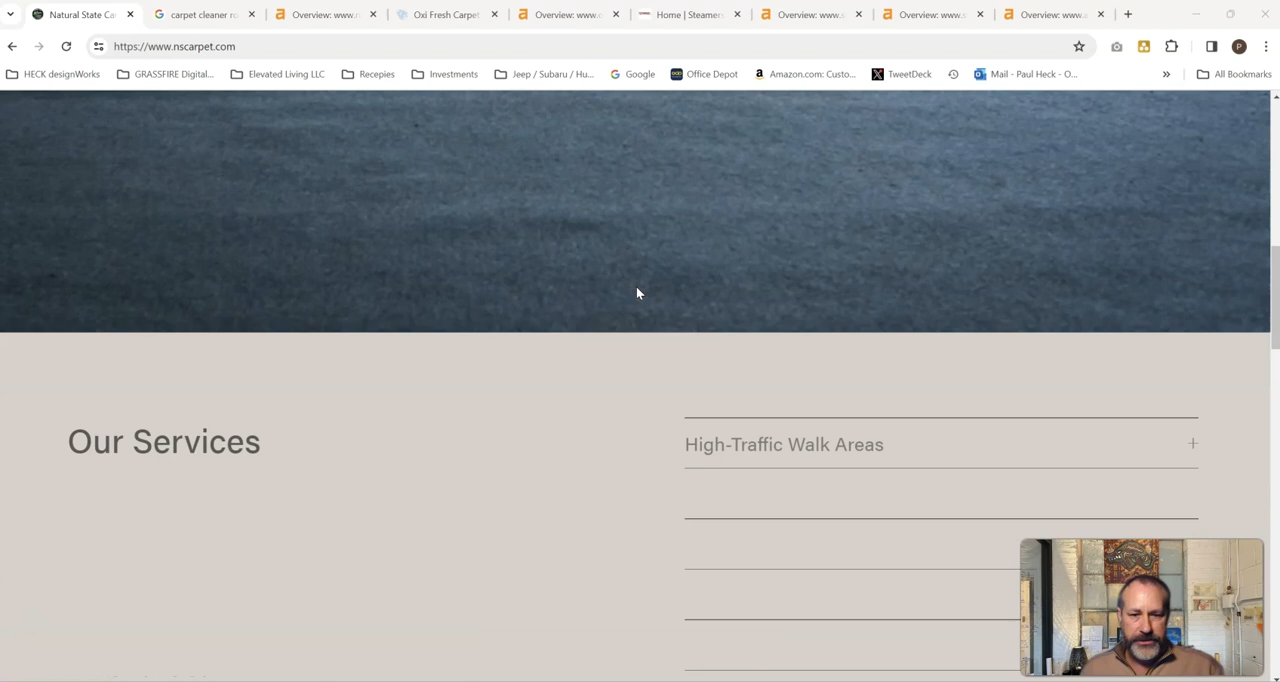 Natural State Ca
carpet cleaner ro
Overview: www.r
Oxi Fresh Carpet
Overview: www.
Home | Steamers
Overview: www.s
Overview: www.s
Overview: www.
https://www.nscarpet.com
HECK designWorks
GRASSFIRE Digital...
Elevated Living LLC
Recepies
Investments
Jeep / Subaru / Hu...
Google
Office Depot
Amazon.com: Custo...
TweetDeck
Mail - Paul Heck - O...
»
All Bookmarks
P
Our Services
High-Traffic Walk Areas
+